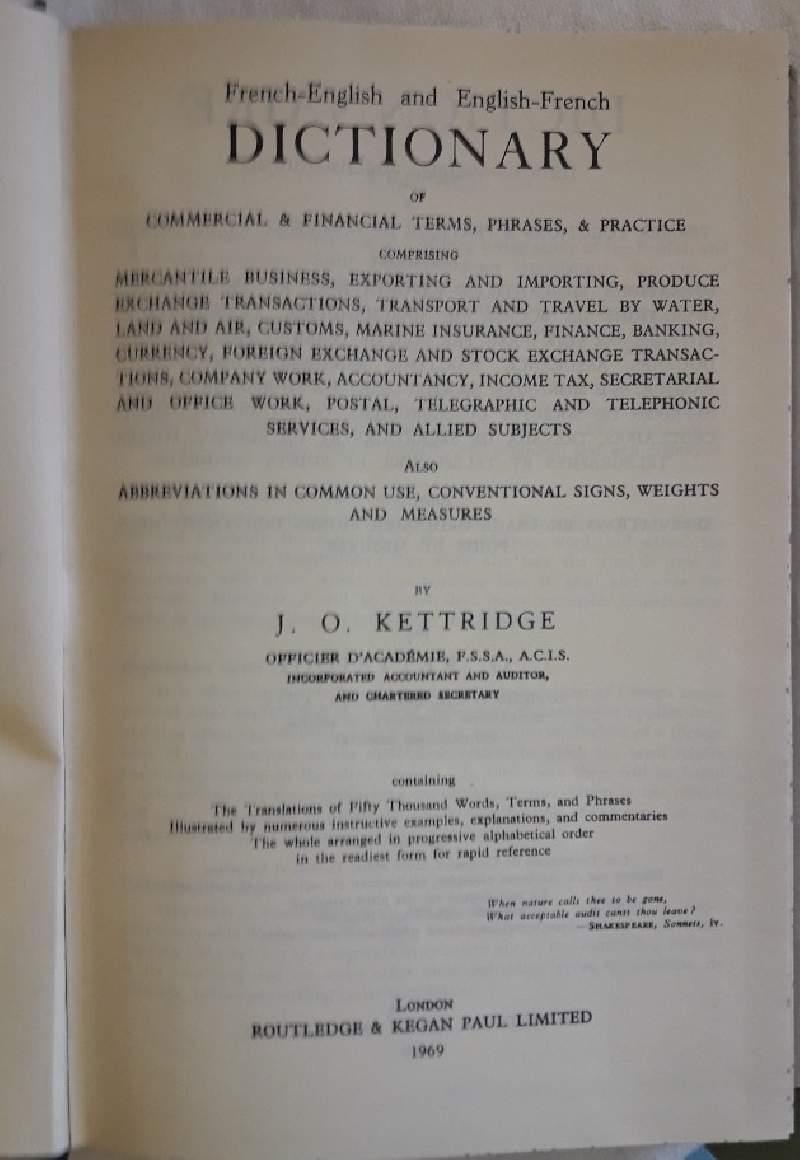 French-English and English-French
DICTIONARY
OF
COMMERCIAL & FINANCIAL TERMS, PHRASES, & PRACTICE
COMPRISING
MERCANTILE BUSINESS, EXPORTING AND IMPORTING, PRODUCE
EXCHANGE TRANSACTIONS, TRANSPORT AND TRAVEL BY WATER,
LAND AND AIR, CUSTOMS, MARINE INSURANCE, FINANCE, BANKING,
CURRENCY, FOREIGN EXCHANGE AND STOCK EXCHANGE TRANSAC-
TIONS, COMPANY WORK, ACCOUNTANCY, INCOME TAX, SECRETARIAL
AND OFFICE WORK, POSTAL, TELEGRAPHIC AND TELEPHONIC
SERVICES, AND ALLIED SUBJECTS
ALSO
ABBREVIATIONS IN COMMON USE, CONVENTIONAL SIGNS, WEIGHTS
AND MEASURES
BY
J. O. KETTRIDGE
OFFICIER D'ACADÉMIE, F.S.S.A., A.C.I.S.
INCORPORATED ACCOUNTANT AND AUDITOR,
AND CHARTERED SECRETARY
containing
The Translations of Fifty Thousand Words, Terms, and Phrases
Illustrated by numerous instructive examples, explanations, and commentaries
The whole arranged in progressive alphabetical order
in the readiest form for rapid reference
When nature calls thee to be gone,
What acceptable audit canst thou leave?
—SHAKESPEARE, Sonnets,
LONDON
ROUTLEDGE & KEGAN PAUL LIMITED
1969